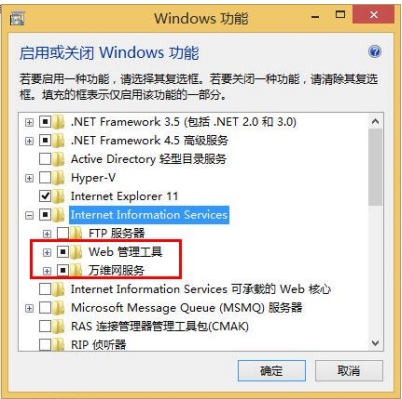 Windows 功能
启用或关闭 Windows 功能
若要启用一种功能，请选择其复选框。若要关闭一种功能，请清除其复选
框。填充的框表示仅启用该功能的一部分。
.NET Framework 3.5 (包括 .NET 2.0 和 3.0)
.NET Framework 4.5 高级服务
Active Directory 轻型目录服务
Hyper-V
Internet Explorer 11
Internet Information Services
FTP 服务器
Web 管理工具
万维网服务
Internet Information Services 可承载的 Web 核心
Microsoft Message Queue (MSMQ) 服务器
RAS 连接管理器管理工具包(CMAK)
RIP 侦听器
确定 取消